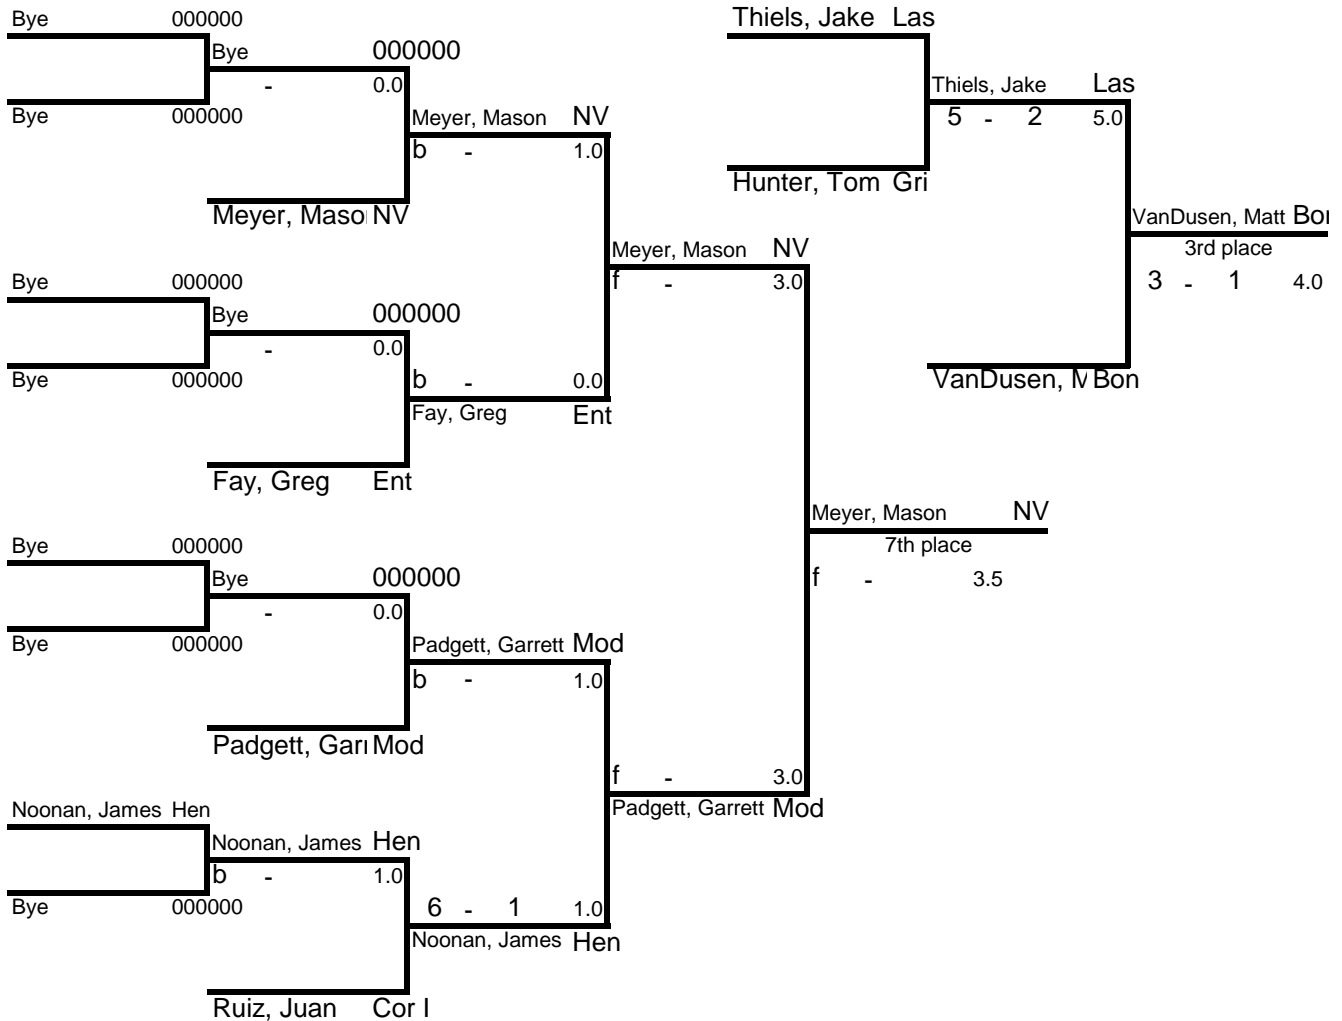 Bye 000000
Bye 000000
- 0.0
Bye 000000
Meyer, Mason NV
b - 1.0
Meyer, Maso NV
Meyer, Mason NV
f - 3.0
Bye 000000
Bye 000000
- 0.0
Bye 000000
b - 0.0
Fay, Greg Ent
Fay, Greg Ent
Meyer, Mason NV
7th place
f - 3.5
Bye 000000
Bye 000000
- 0.0
Bye 000000
Padgett, Garrett Mod
b - 1.0
Padgett, Garr Mod
f - 3.0
Padgett, Garrett Mod
Noonan, James Hen
Noonan, James Hen
b - 1.0
Bye 000000
6 - 1 1.0
Noonan, James Hen
Ruiz, Juan Cor I
Thiels, Jake Las
Thiels, Jake Las
5 - 2 5.0
Hunter, Tom Gri
VanDusen, Matt Bon
3rd place
3 - 1 4.0
VanDusen, M Bon